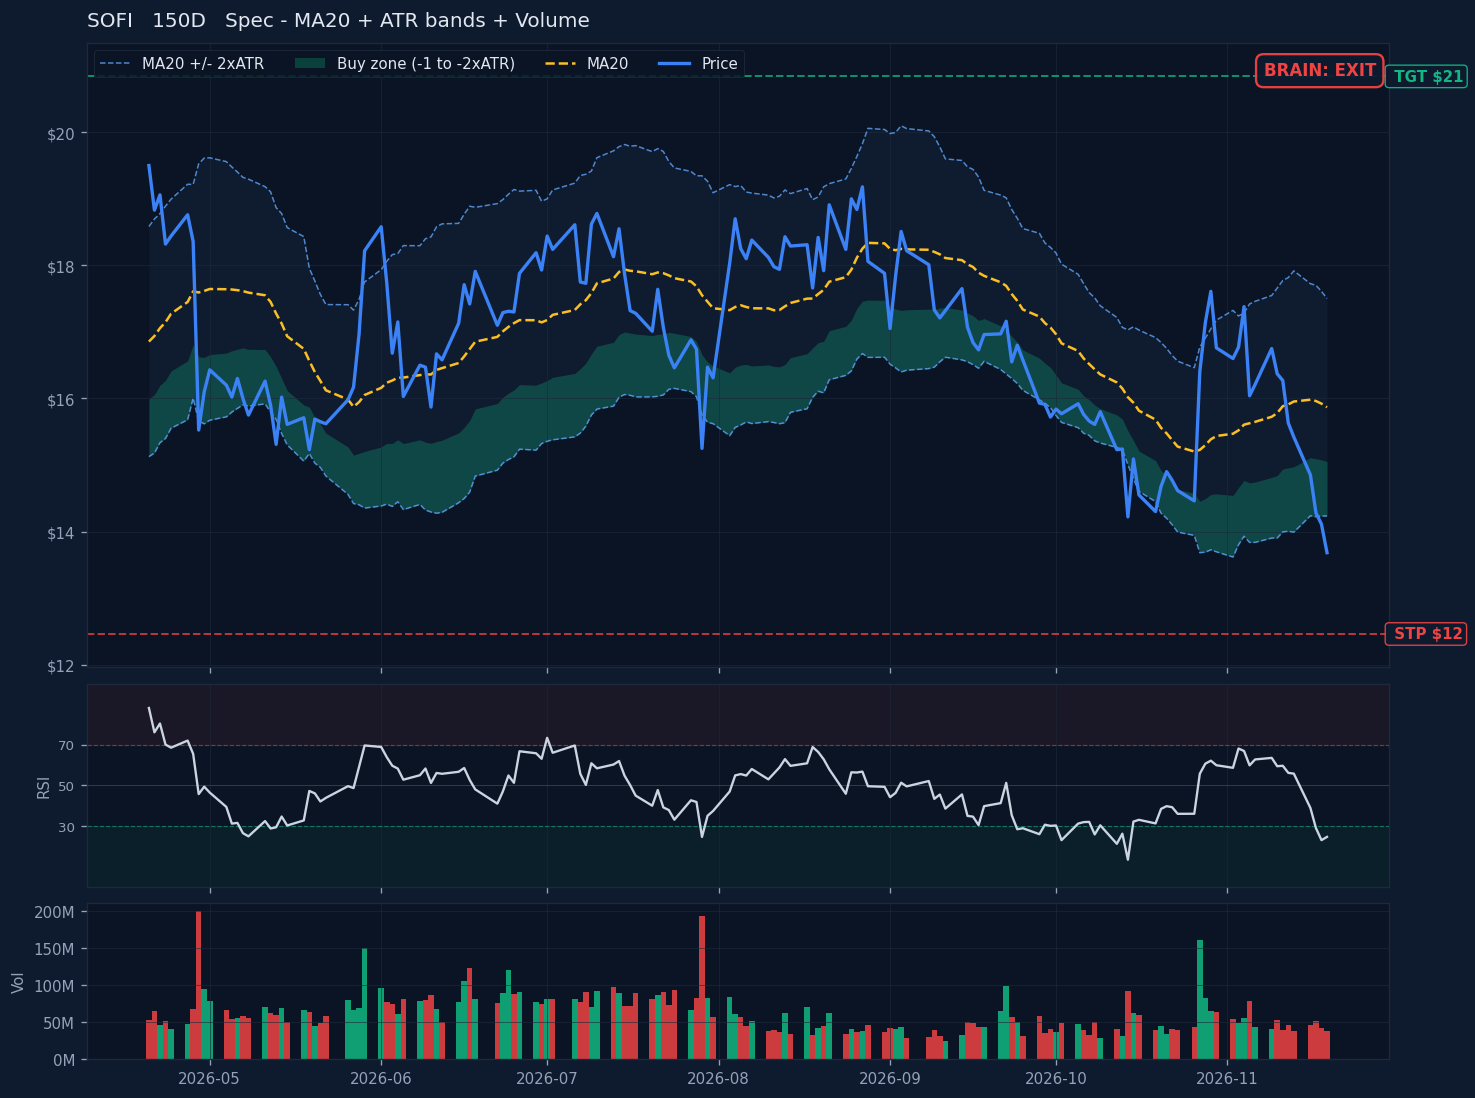 SOFI 150D Spec - MA20 + ATR bands + Volume
MA20 +/- 2xATR Buy zone (-1 to -2xATR) MA20 Price
BRAIN: EXIT
TGT $21
$20
$18
$16
$14
STP $12
$12
70
50
30
RSI
200M
150M
100M
50M
0M
Vol
2026-05 2026-06 2026-07 2026-08 2026-09 2026-10 2026-11